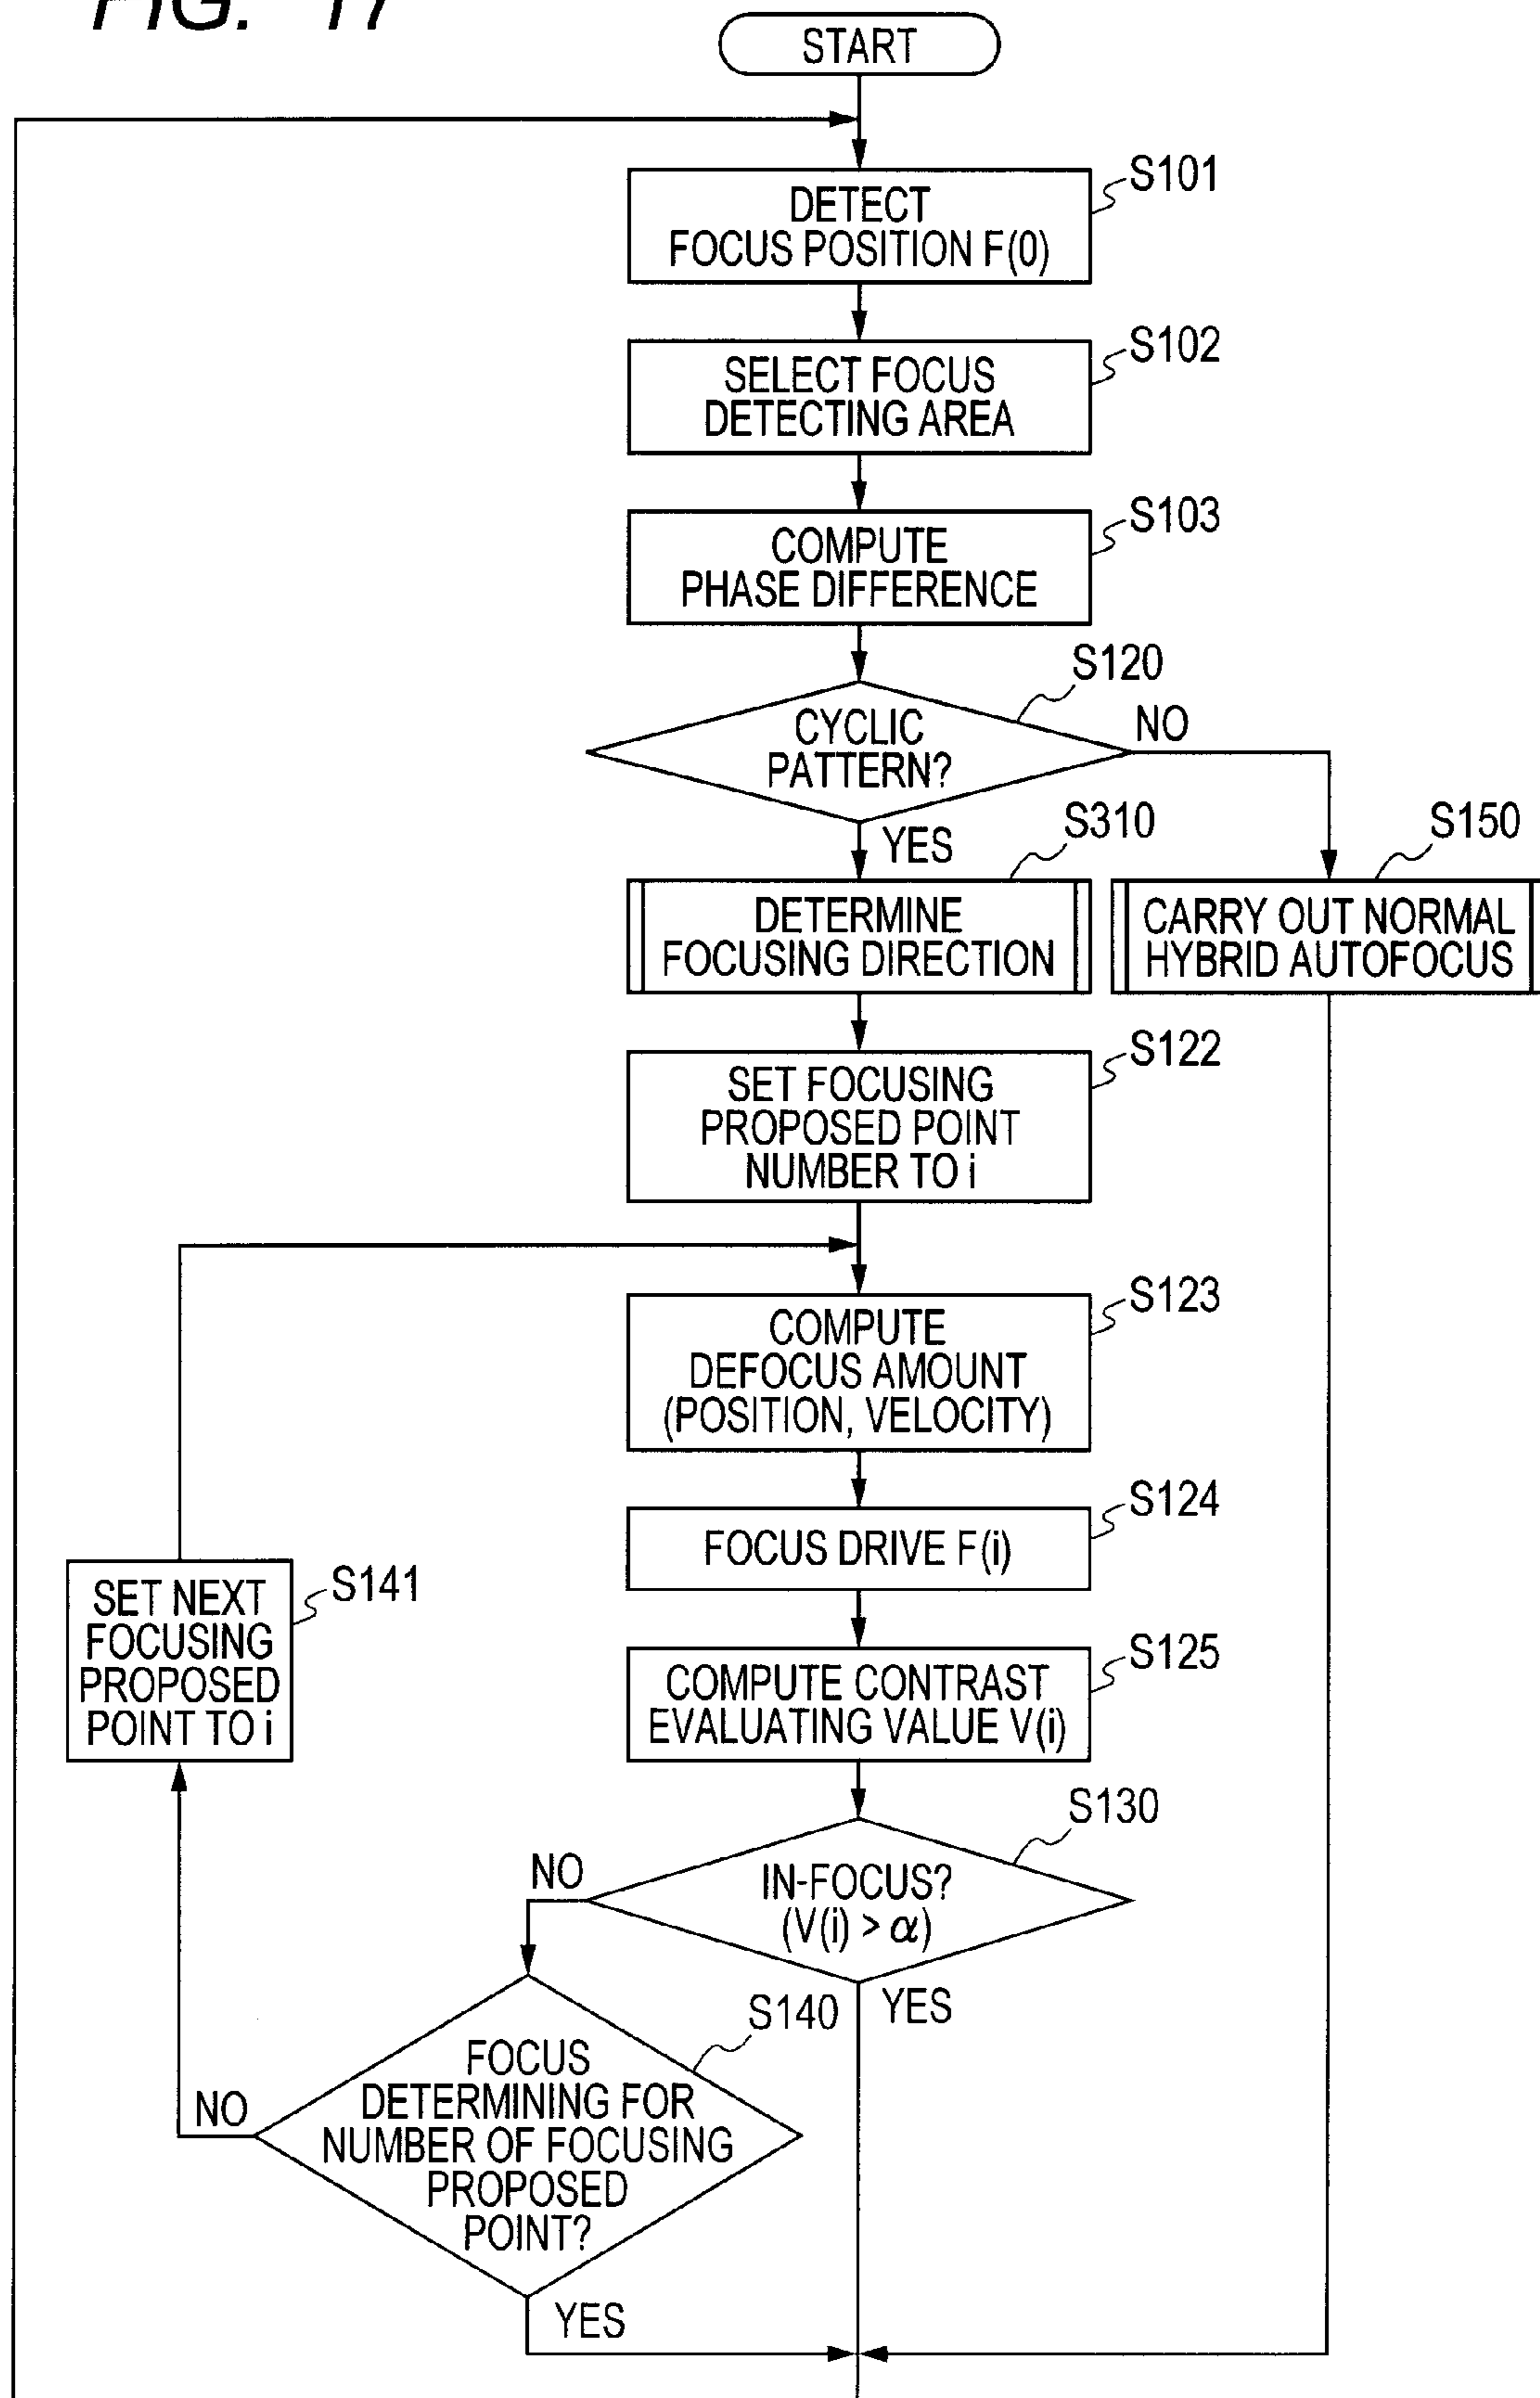 FIG. 17
START
DETECT
FOCUS POSITION F(0)
S101
SELECT FOCUS
DETECTING AREA
S102
COMPUTE
PHASE DIFFERENCE
S103
CYCLIC
PATTERN?
S120
NO
YES
DETERMINE
FOCUSING DIRECTION
S310
CARRY OUT NORMAL
HYBRID AUTOFOCUS
S150
SET FOCUSING
PROPOSED POINT
NUMBER TO i
S122
COMPUTE
DEFOCUS AMOUNT
(POSITION, VELOCITY)
S123
FOCUS DRIVE F(i)
S124
SET NEXT
FOCUSING
PROPOSED
POINT TO i
S141
COMPUTE CONTRAST
EVALUATING VALUE V(i)
S125
IN-FOCUS?
(V(i) > α)
S130
NO
YES
FOCUS
DETERMINING FOR
NUMBER OF FOCUSING
PROPOSED
POINT?
S140
NO
YES